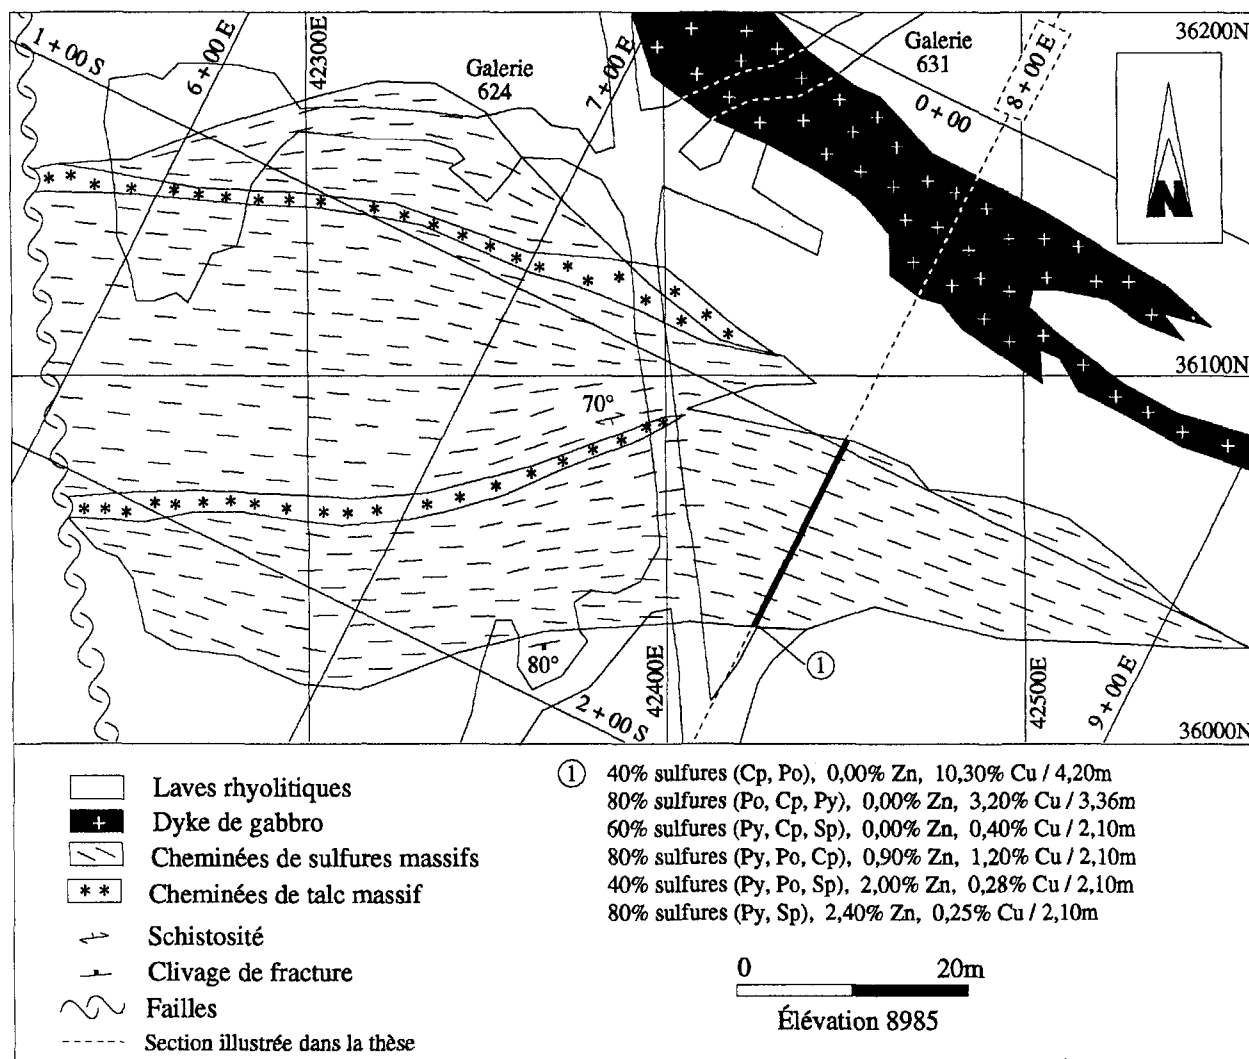 1 + 00 S
6 + 00 E
42300E
Galerie
624
7 + 00 E
Galerie
631
0 + 00
8 + 00 E
36200N
N
36100N
70°
80°
2 + 00 S
42400E
1
42500E
9 + 00 E
36000N
Laves rhyolitiques
Dyke de gabbro
Cheminées de sulfures massifs
Cheminées de talc massif
Schistosité
Clivage de fracture
Failles
Section illustrée dans la thèse
1 40% sulfures (Cp, Po), 0,00% Zn, 10,30% Cu / 4,20m
80% sulfures (Po, Cp, Py), 0,00% Zn, 3,20% Cu / 3,36m
60% sulfures (Py, Cp, Sp), 0,00% Zn, 0,40% Cu / 2,10m
80% sulfures (Py, Po, Cp), 0,90% Zn, 1,20% Cu / 2,10m
40% sulfures (Py, Po, Sp), 2,00% Zn, 0,28% Cu / 2,10m
80% sulfures (Py, Sp), 2,40% Zn, 0,25% Cu / 2,10m
0 20m
Élévation 8985